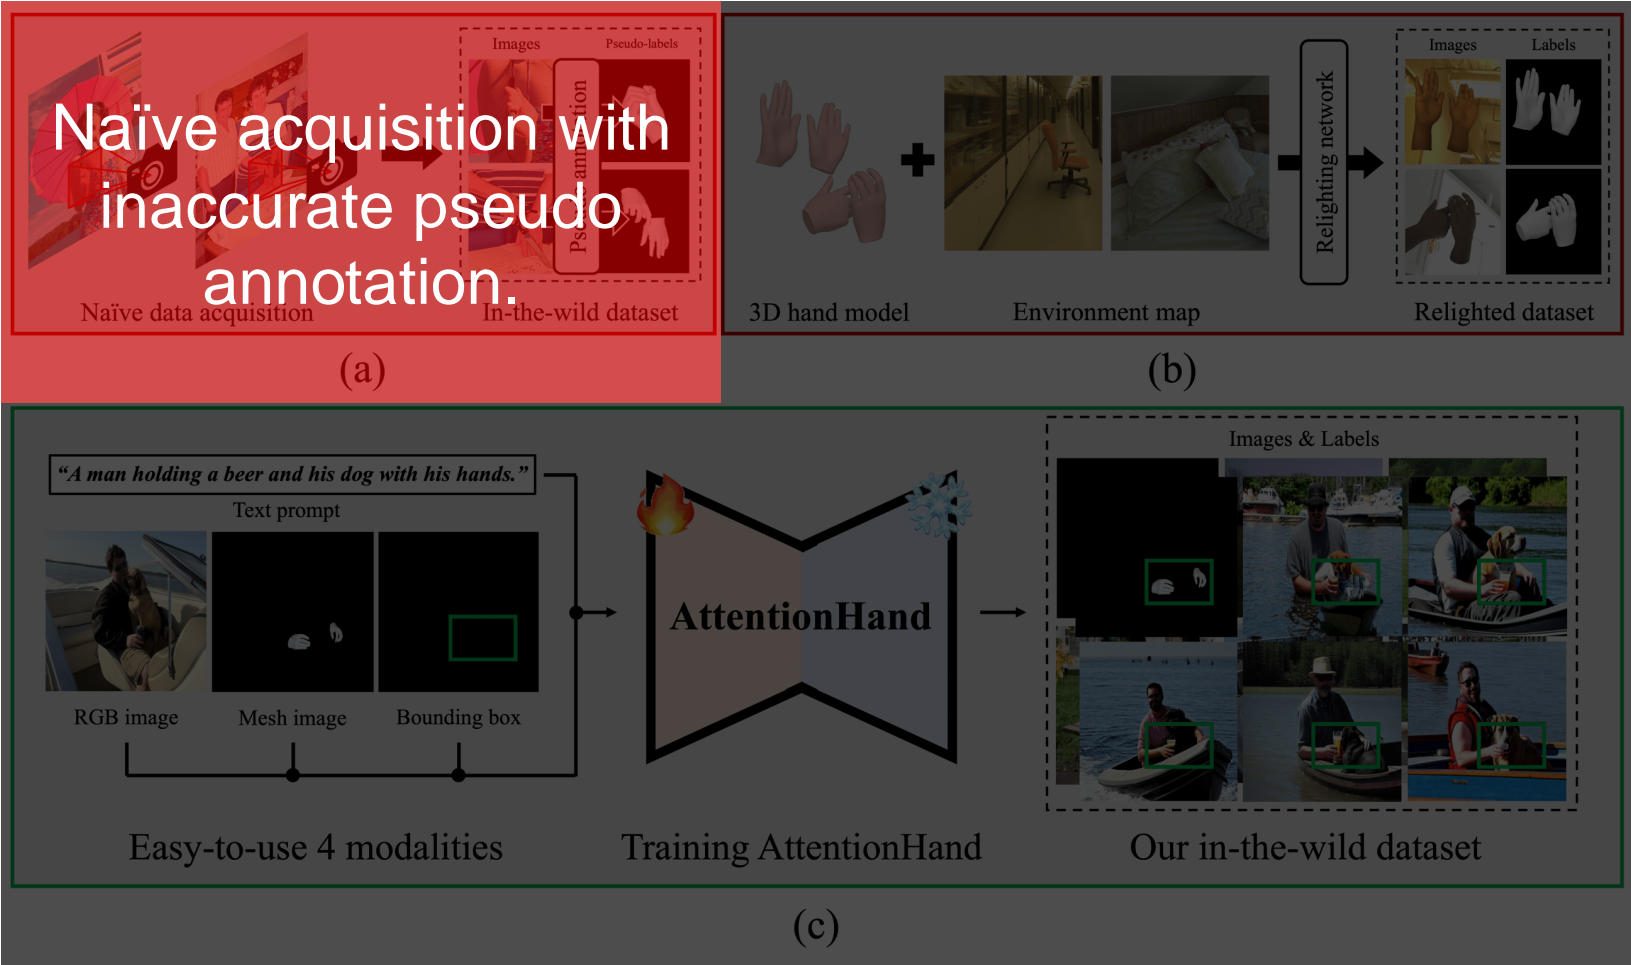 Images
Pseudo-labels
Pseudo annotation
Naïve acquisition with
inaccurate pseudo
annotation.
Naïve data acquisition
In-the-wild dataset
(a)
Images
Labels
Relighting network
3D hand model
Environment map
Relighted dataset
(b)
Images & Labels
“A man holding a beer and his dog with his hands.”
Text prompt
AttentionHand
RGB image
Mesh image
Bounding box
Easy-to-use 4 modalities
Training AttentionHand
Our in-the-wild dataset
(c)